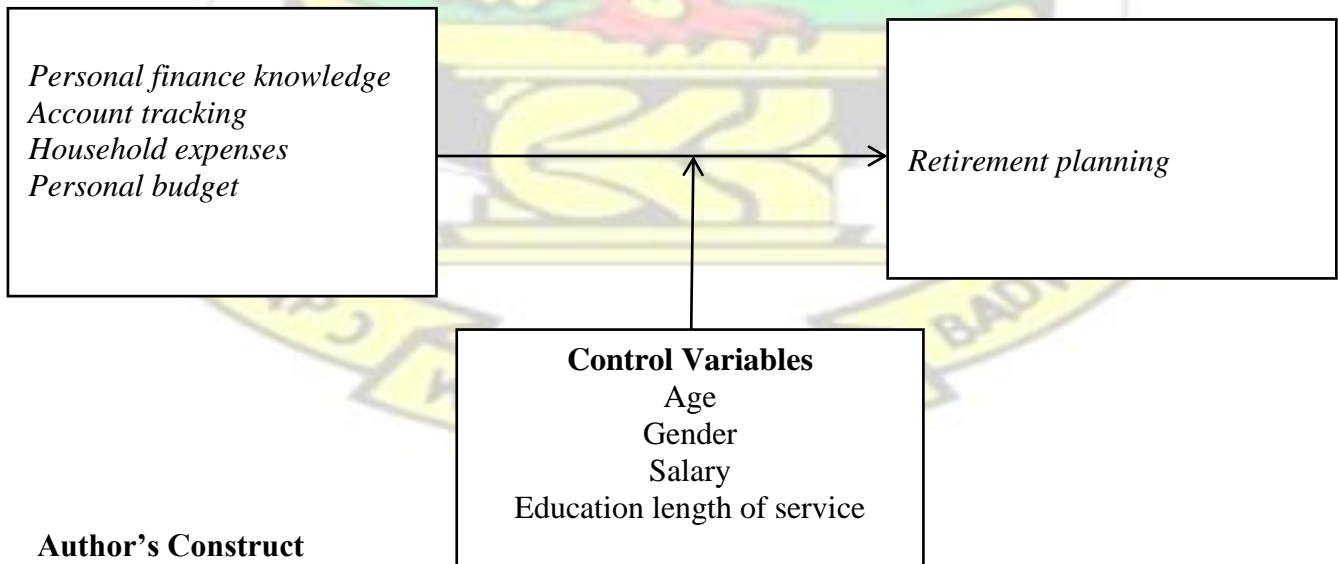 Personal finance knowledge
Account tracking
Household expenses
Personal budget
Retirement planning
BAD
Control Variables
Age
Gender
Salary
Education length of service
Author’s Construct